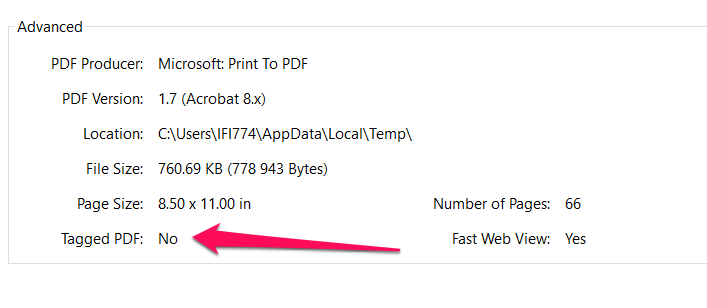 Advanced
PDF Producer: Microsoft: Print To PDF
PDF Version: 1.7 (Acrobat 8.x)
Location: C:\Users\IFI774\AppData\Local\Temp\
File Size: 760.69 KB (778 943 Bytes)
Page Size: 8.50 x 11.00 in Number of Pages: 66
Tagged PDF: No Fast Web View: Yes